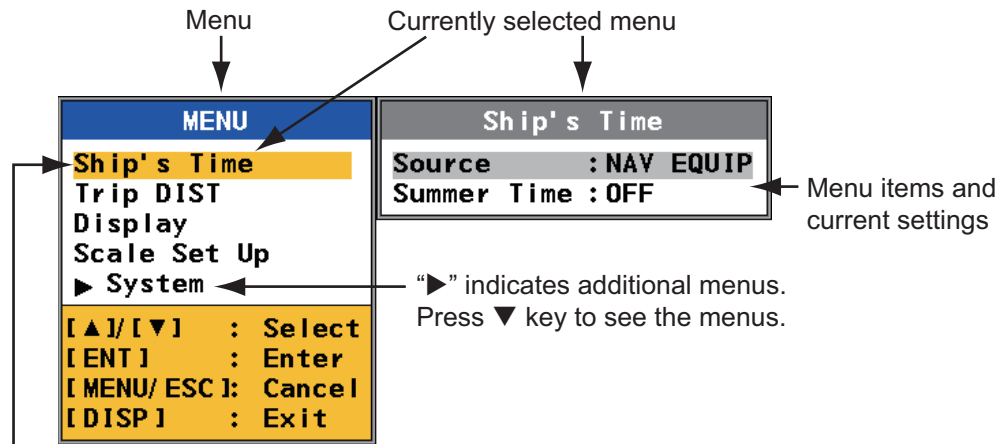 Menu
Currently selected menu
MENU
Ship's Time
Trip DIST
Display
Scale Set Up
▶ System
[▲]/[▼] : Select
[ENT] : Enter
[MENU/ESC]: Cancel
[DISP] : Exit
Ship's Time
Source :NAV EQUIP
Summer Time :OFF
Menu items and
current settings
“▶” indicates additional menus.
Press ▼ key to see the menus.